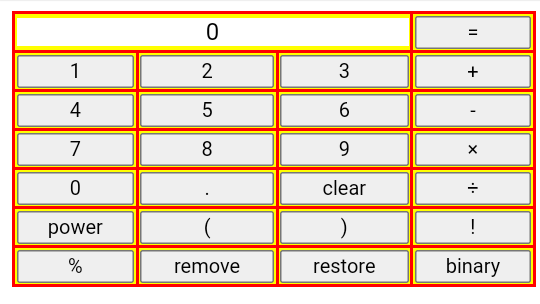 0 =
1 2 3 +
4 5 6 -
7 8 9 ×
0 . clear ÷
power ( ) !
% remove restore binary